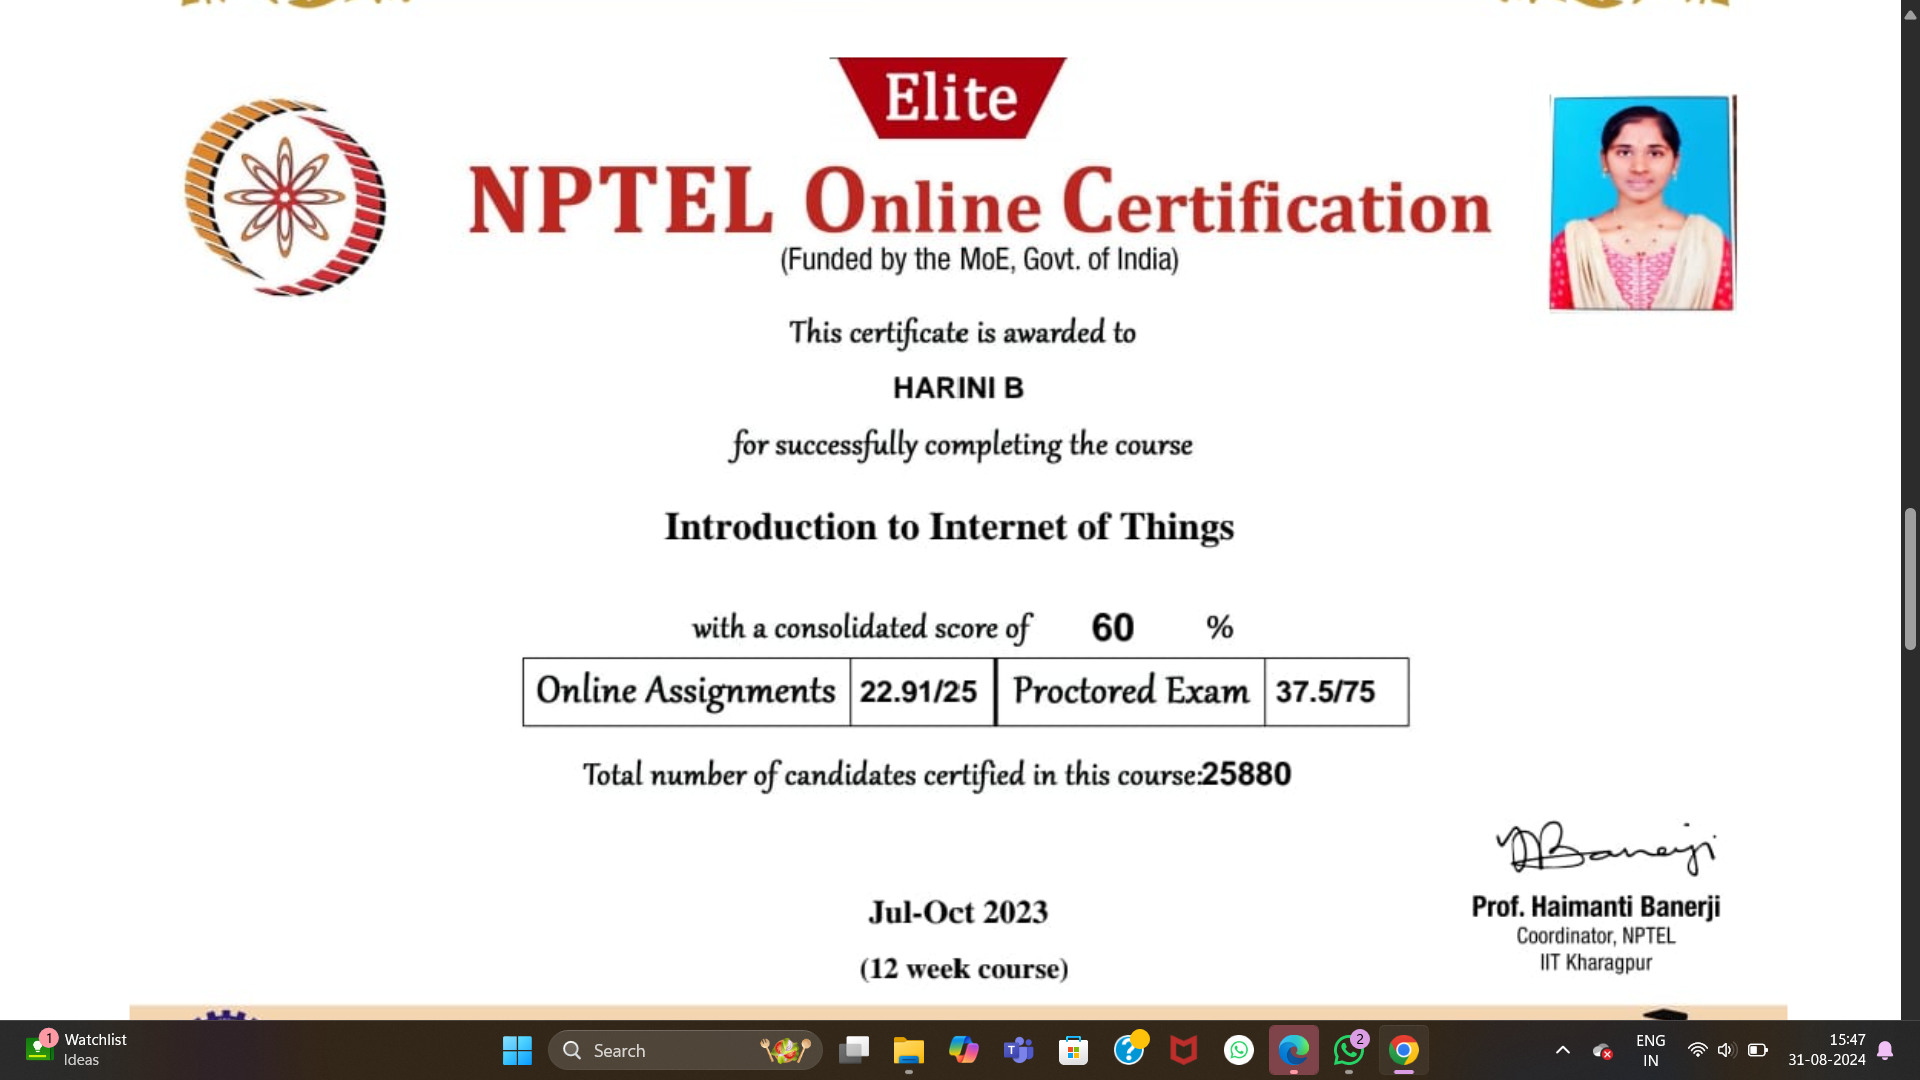 Elite
NPTEL Online Certification
(Funded by the MoE, Govt. of India)
This certificate is awarded to
HARINI B
for successfully completing the course
Introduction to Internet of Things
with a consolidated score of 60 %
Online Assignments 22.91/25 Proctored Exam 37.5/75
Total number of candidates certified in this course:25880
Banerji
Prof. Haimanti Banerji
Coordinator, NPTEL
IIT Kharagpur
Jul-Oct 2023
(12 week course)
1
Watchlist
Ideas
Search
T
?
2
ENG
IN
15:47
31-08-2024